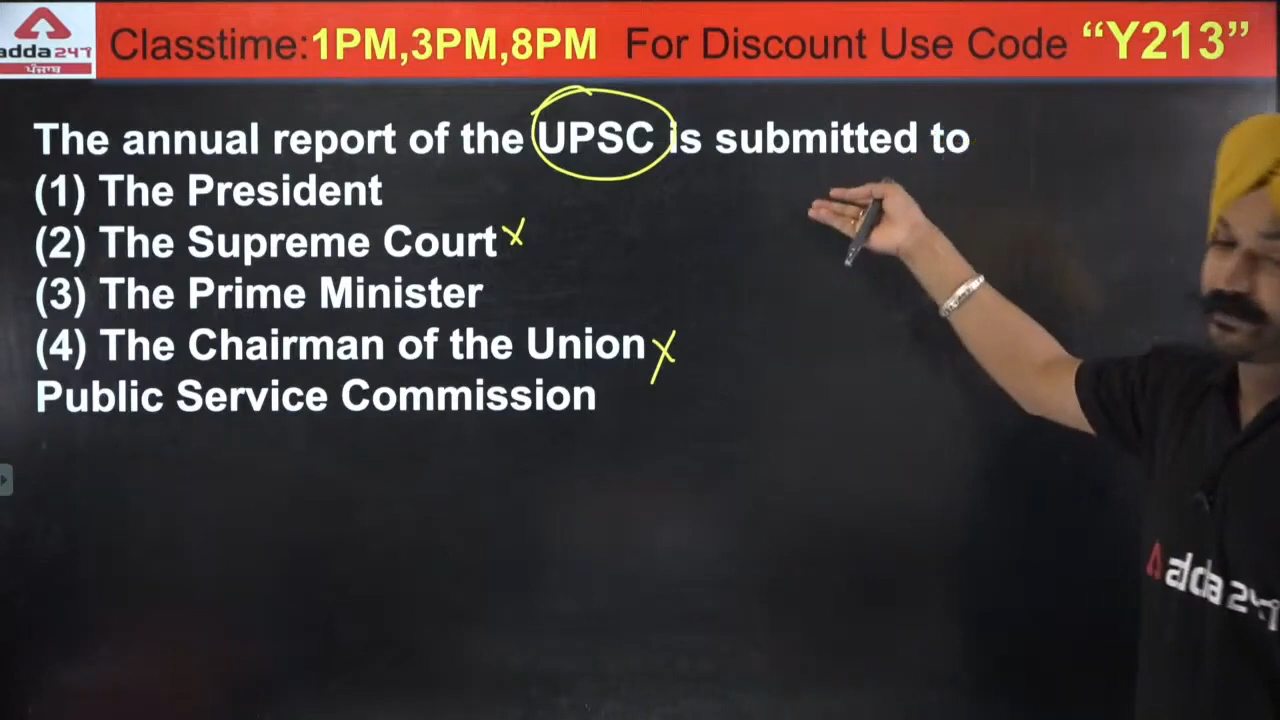 adda247
ਪੰਜਾਬ
Classtime:1PM,3PM,8PM For Discount Use Code “Y213”
The annual report of the UPSC is submitted to
(1) The President
(2) The Supreme Court x
(3) The Prime Minister
(4) The Chairman of the Union x
Public Service Commission
adda247